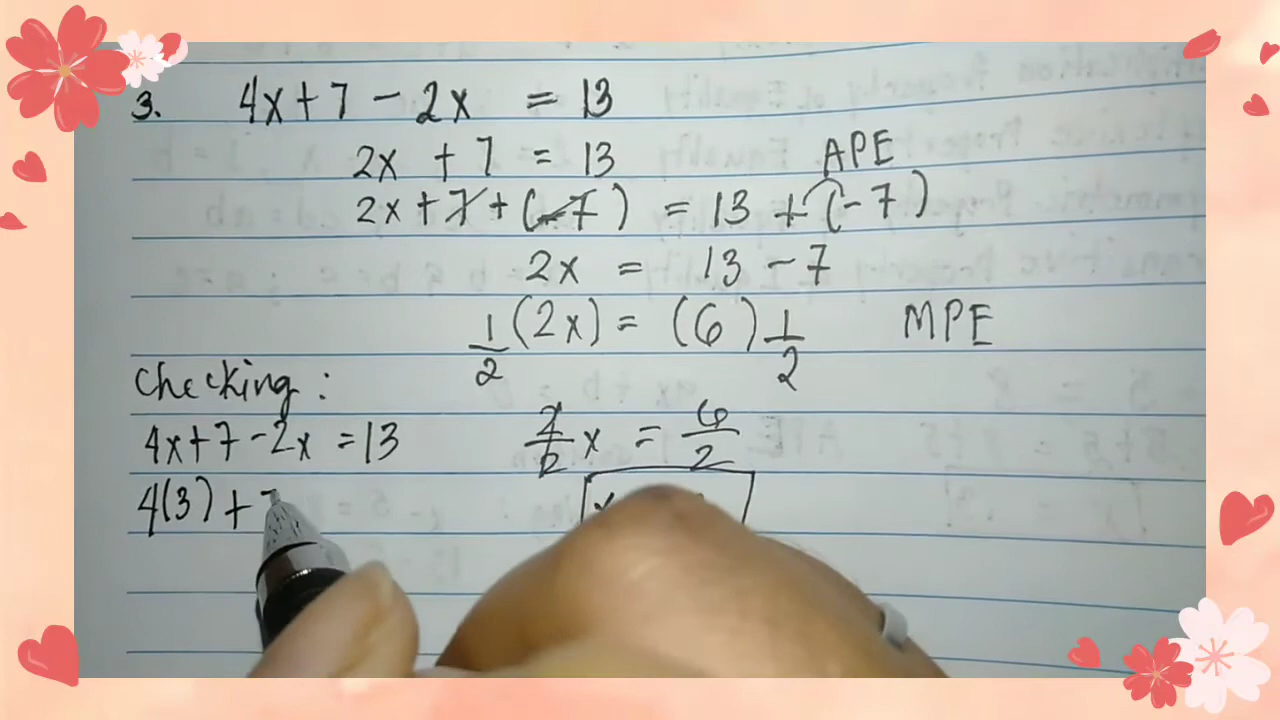 3. 4x + 7 - 2x = 13
2x + 7 = 13 APE
2x + 7 + (-7) = 13 + (-7)
2x = 13 - 7
1/2 (2x) = (6) 1/2 MPE
Checking:
4x + 7 - 2x = 13
2/2 x = 6/2
4(3) +
x